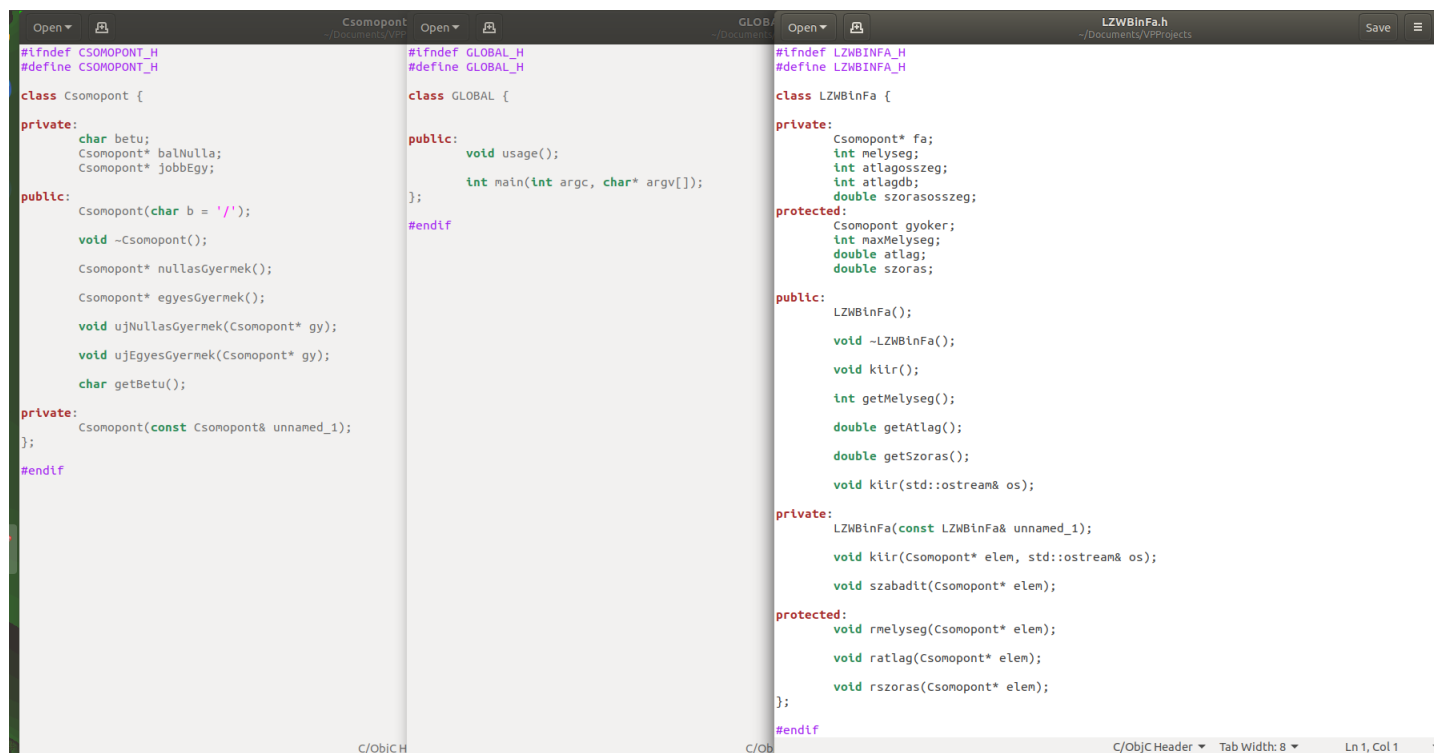 Open
Csomopont
~/Documents/VPP
#ifndef CSOMOPONT_H
#define CSOMOPONT_H
class Csomopont {
private:
char betu;
Csomopont* balNulla;
Csomopont* jobbEgy;
public:
Csomopont(char b = '/');
void ~Csomopont();
Csomopont* nullasGyermek();
Csomopont* egyesGyermek();
void ujNullasGyermek(Csomopont* gy);
void ujEgyesGyermek(Csomopont* gy);
char getBetu();
private:
Csomopont(const Csomopont& unnamed_1);
};
#endif
C/ObjC H
Open
GLOBA
~/Documents
#ifndef GLOBAL_H
#define GLOBAL_H
class GLOBAL {
public:
void usage();
int main(int argc, char* argv[]);
};
#endif
C/Ob
Open
LZWBinFa.h
~/Documents/VPProjects
Save
#ifndef LZWBINFA_H
#define LZWBINFA_H
class LZWBinFa {
private:
Csomopont* fa;
int melyseg;
int atlagosszeg;
int atlagdb;
double szorasosszeg;
protected:
Csomopont gyoker;
int maxMelyseg;
double atlag;
double szoras;
public:
LZWBinFa();
void ~LZWBinFa();
void kiir();
int getMelyseg();
double getAtlag();
double getSzoras();
void kiir(std::ostream& os);
private:
LZWBinFa(const LZWBinFa& unnamed_1);
void kiir(Csomopont* elem, std::ostream& os);
void szabadit(Csomopont* elem);
protected:
void rmelyseg(Csomopont* elem);
void ratlag(Csomopont* elem);
void rszoras(Csomopont* elem);
};
#endif
C/ObjC Header Tab Width: 8 Ln 1, Col 1